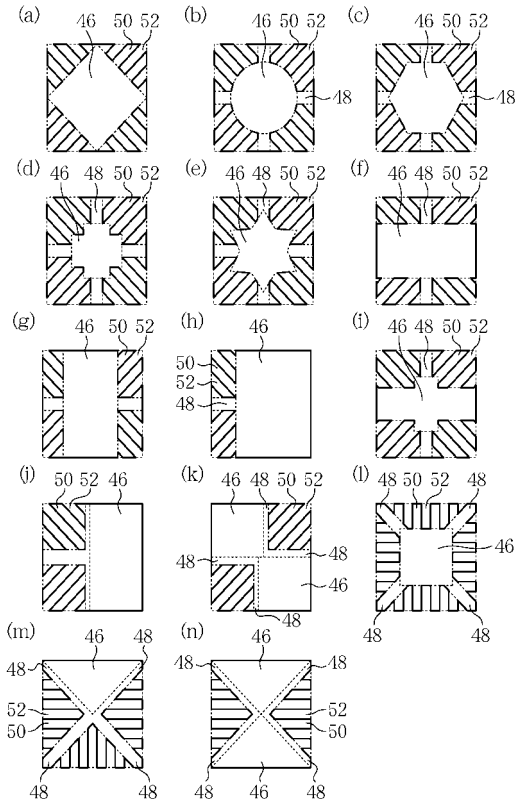 (a) 46 50 52
(b) 46 50 52 48
(c) 46 50 52 48
(d) 46 48 50 52
(e) 46 48 50 52
(f) 46 48 50 52
(g) 46 50 52
48
(h) 46
50
52
48
(i) 46 48 50 52
(j) 50 52 46
(k) 46 48 50 52
48
48
46
48
(l) 48 50 52 48
46
48 48
(m) 46
48 48
52
50
48 48
(n) 46
48 48
52
50
48 46 48